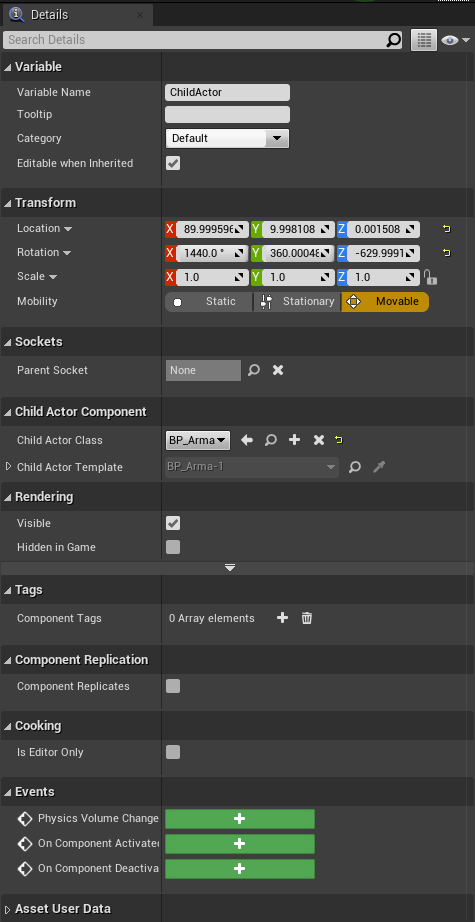 Details
Search Details
Variable
Variable Name ChildActor
Tooltip
Category Default
Editable when Inherited
Transform
Location X 89.999596 Y 9.998108 Z 0.001508
Rotation X 1440.0 ° Y 360.00048 Z -629.9991
Scale X 1.0 Y 1.0 Z 1.0
Mobility Static Stationary Movable
Sockets
Parent Socket None
Child Actor Component
Child Actor Class BP_Arma
Child Actor Template BP_Arma-1
Rendering
Visible
Hidden in Game
Tags
Component Tags 0 Array elements
Component Replication
Component Replicates
Cooking
Is Editor Only
Events
Physics Volume Change
On Component Activated
On Component Deactiva
Asset User Data